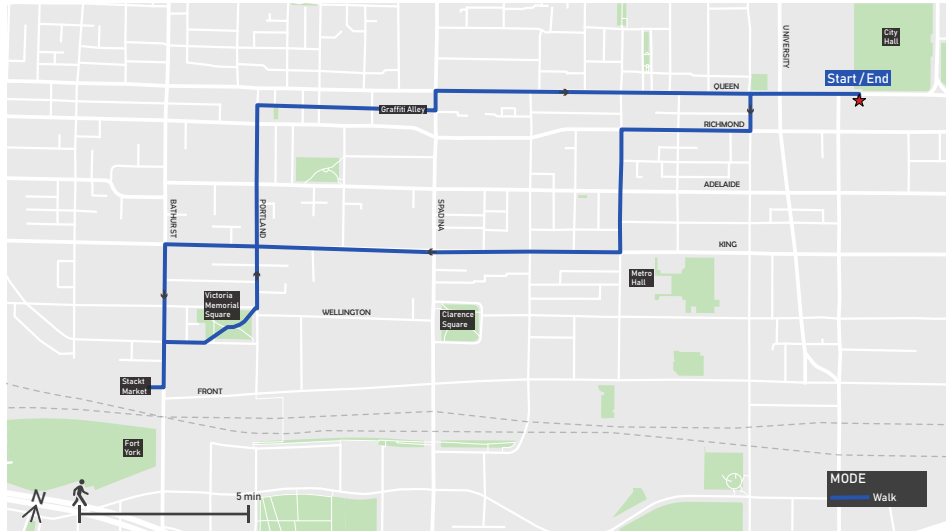 City
Hall
UNIVERSITY
Start / End
QUEEN
Graffiti Alley
RICHMOND
ADELAIDE
BATHURST
PORTLAND
SPADINA
KING
Metro
Hall
Victoria
Memorial
Square
WELLINGTON
Clarence
Square
Stackt
Market
FRONT
Fort
York
N
5 min
MODE
Walk